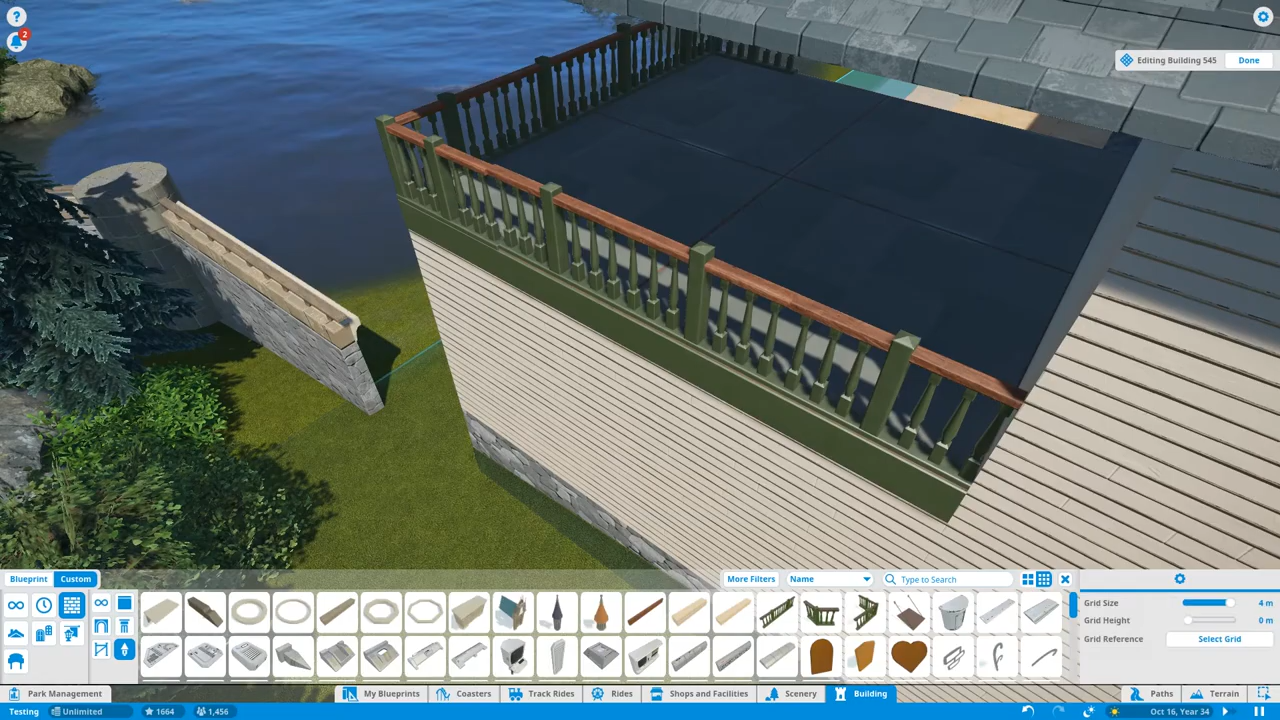 ?
2
Editing Building 545
Done
Blueprint
Custom
More Filters
Name
Type to Search
Grid Size
4 m
Grid Height
0 m
Grid Reference
Select Grid
Park Management
My Blueprints
Coasters
Track Rides
Rides
Shops and Facilities
Scenery
Building
Paths
Terrain
Testing
Unlimited
1664
1,456
Oct 16, Year 34